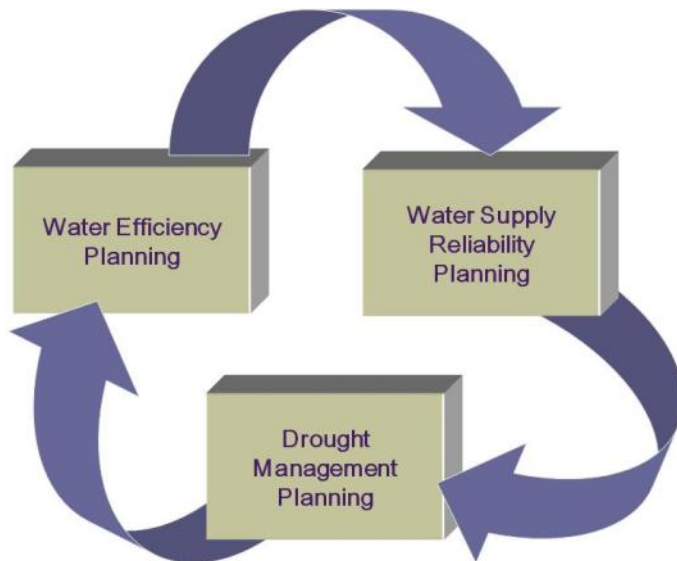 Water Efficiency
Planning
Water Supply
Reliability
Planning
Drought
Management
Planning